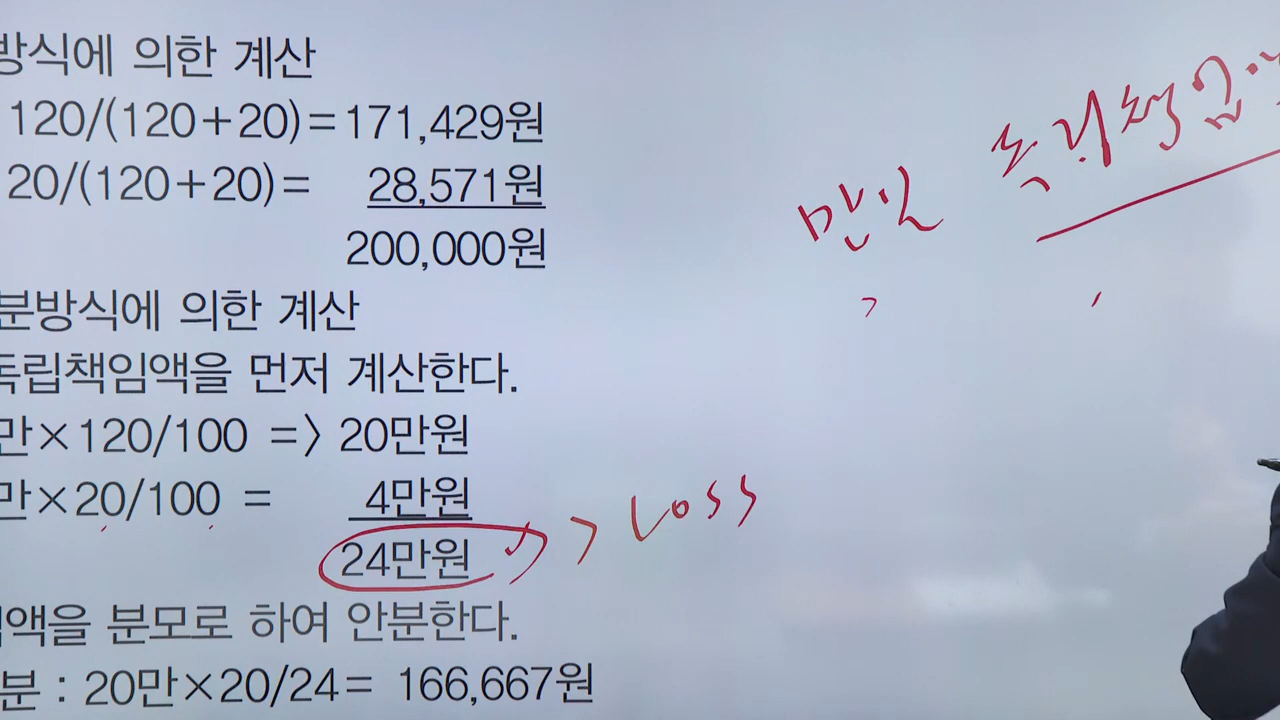 방식에 의한 계산
120/(120+20)=171,429원
20/(120+20)= 28,571원
200,000원
분방식에 의한 계산
독립책임액을 먼저 계산한다.
만×120/100 =〉20만원
만×20/100 = 4만원
24만원 > Loss
액을 분모로 하여 안분한다.
분 : 20만×20/24= 166,667원
만일 독립책임액